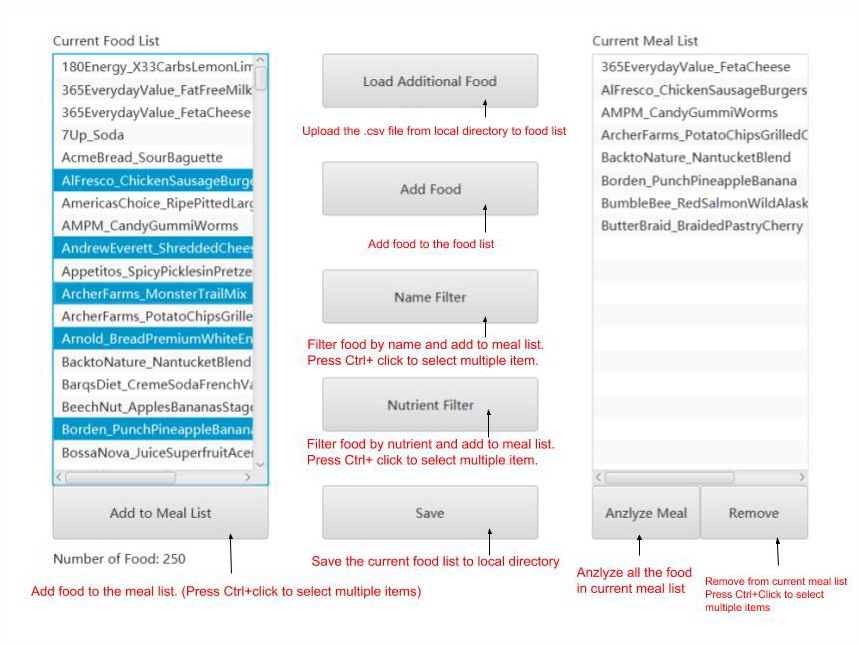 Current Food List
180Energy_X33CarbsLemonLim
365EverydayValue_FatFreeMilk
365EverydayValue_FetaCheese
7Up_Soda
AcmeBread_SourBaguette
AlFresco_ChickenSausageBurge
AmericasChoice_RipePittedLarg
AMPM_CandyGummiWorms
AndrewEverett_ShreddedChees
Appetitos_SpicyPicklesinPretze
ArcherFarms_MonsterTrailMix
ArcherFarms_PotatoChipsGrille
Arnold_BreadPremiumWhiteEn
BacktoNature_NantucketBlend
BarqsDiet_CremeSodaFrenchVa
BeechNut_ApplesBananasStage
Borden_PunchPineappleBanana
BossaNova_JuiceSuperfruitAcer
Add to Meal List
Number of Food: 250
Add food to the meal list. (Press Ctrl+click to select multiple items)
Load Additional Food
Upload the .csv file from local directory to food list
Add Food
Add food to the food list
Name Filter
Filter food by name and add to meal list.
Press Ctrl+ click to select multiple item.
Nutrient Filter
Filter food by nutrient and add to meal list.
Press Ctrl+ click to select multiple item.
Save
Save the current food list to local directory
Current Meal List
365EverydayValue_FetaCheese
AlFresco_ChickenSausageBurgers
AMPM_CandyGummiWorms
ArcherFarms_PotatoChipsGrilledC
BacktoNature_NantucketBlend
Borden_PunchPineappleBanana
BumbleBee_RedSalmonWildAlask
ButterBraid_BraidedPastryCherry
Anzlyze Meal
Remove
Anzlyze all the food
in current meal list
Remove from current meal list
Press Ctrl+Click to select
multiple items